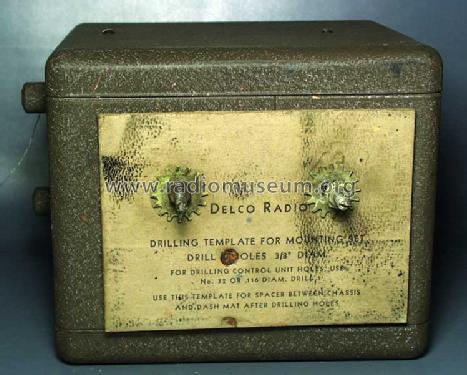 www.radiomuseum.org
DELCO RADIO
DRILLING TEMPLATE FOR MOUNTING SET
DRILL HOLES 3/8" DIAM.
FOR DRILLING CONTROL UNIT HOLES, USE
No. 32 OR .116 DIAM. DRILL.
USE THIS TEMPLATE FOR SPACER BETWEEN CHASSIS
AND DASH MAT AFTER DRILLING HOLES.